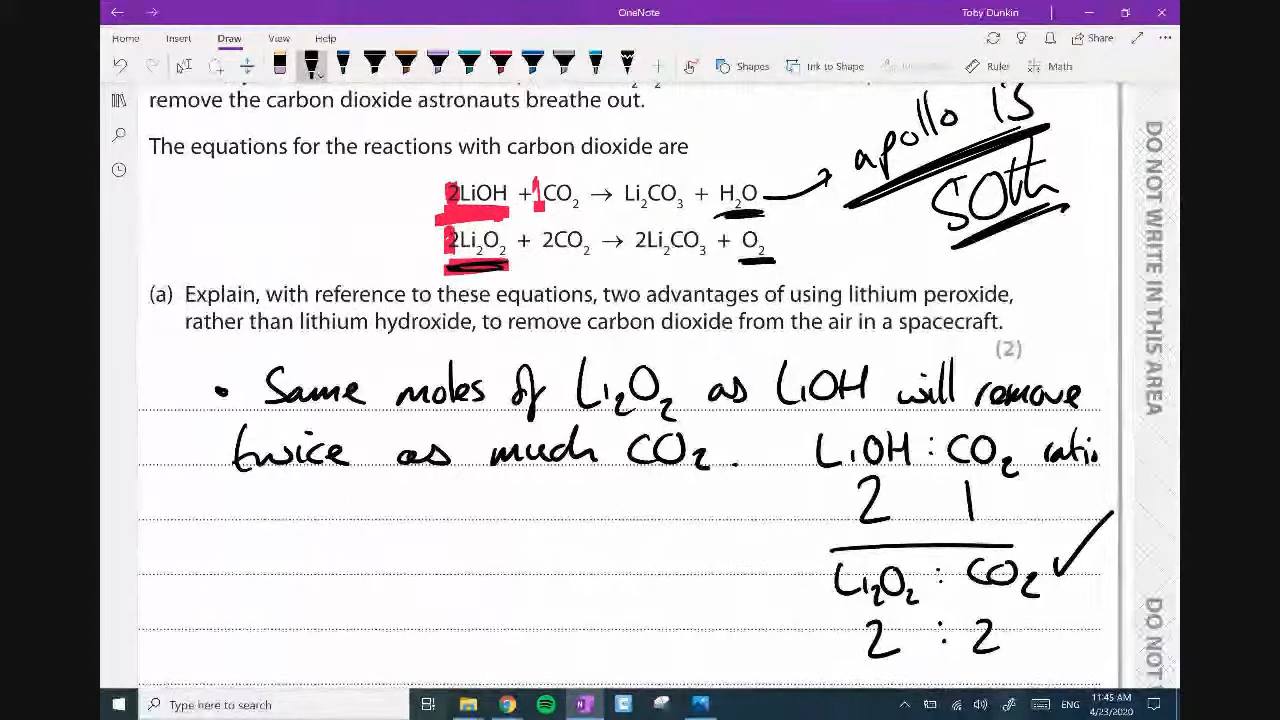 OneNote
Toby Dunkin
Home Insert Draw View Help
Share
Shapes
Ink to Shape
Ruler
Math
remove the carbon dioxide astronauts breathe out.
The equations for the reactions with carbon dioxide are
2LiOH + 1CO₂ → Li₂CO₃ + H₂O
2Li₂O₂ + 2CO₂ → 2Li₂CO₃ + O₂
apollo 13
50th
(a) Explain, with reference to these equations, two advantages of using lithium peroxide,
rather than lithium hydroxide, to remove carbon dioxide from the air in a spacecraft.
(2)
• Same moles of Li₂O₂ as LiOH will remove
twice as much CO₂.
LiOH : CO₂ ratio
2 1
Li₂O₂ : CO₂ ✓
2 : 2
DO NOT WRITE IN THIS AREA
DO NOT
Type here to search
ENG
11:45 AM
4/23/2020